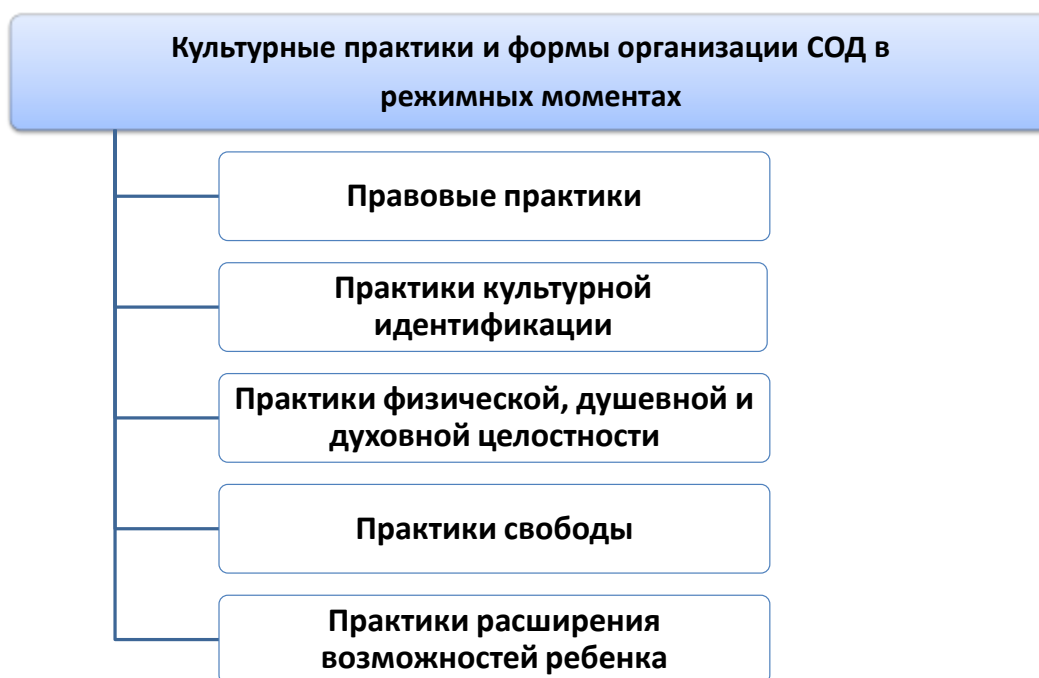 Культурные практики и формы организации СОД в
режимных моментах
Правовые практики
Практики культурной
идентификации
Практики физической, душевной и
духовной целостности
Практики свободы
Практики расширения
возможностей ребенка